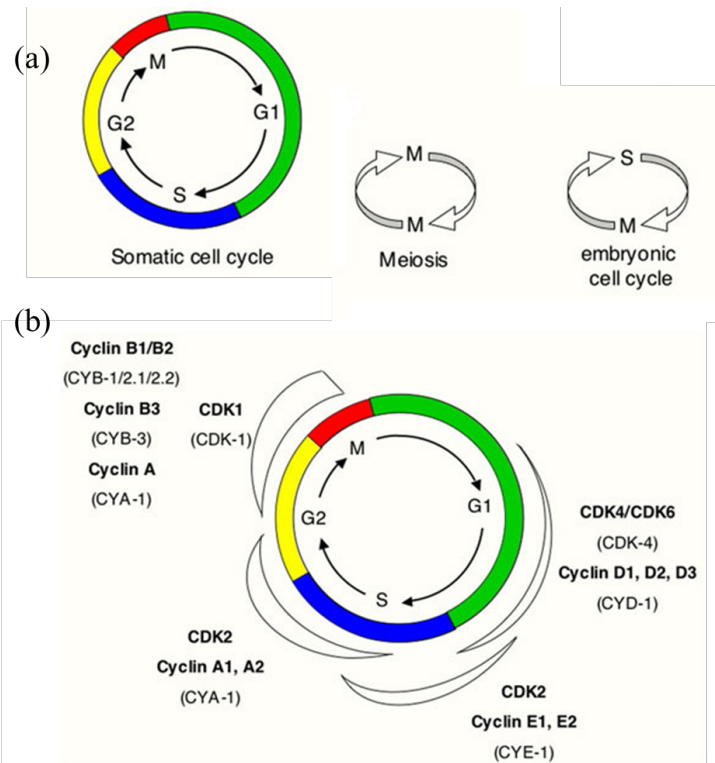 (a)
M
G1
G2
S
Somatic cell cycle
M
M
Meiosis
S
M
embryonic
cell cycle
(b)
Cyclin B1/B2
(CYB-1/2.1/2.2)
Cyclin B3
(CYB-3)
Cyclin A
(CYA-1)
CDK1
(CDK-1)
M
G1
G2
S
CDK4/CDK6
(CDK-4)
Cyclin D1, D2, D3
(CYD-1)
CDK2
Cyclin A1, A2
(CYA-1)
CDK2
Cyclin E1, E2
(CYE-1)